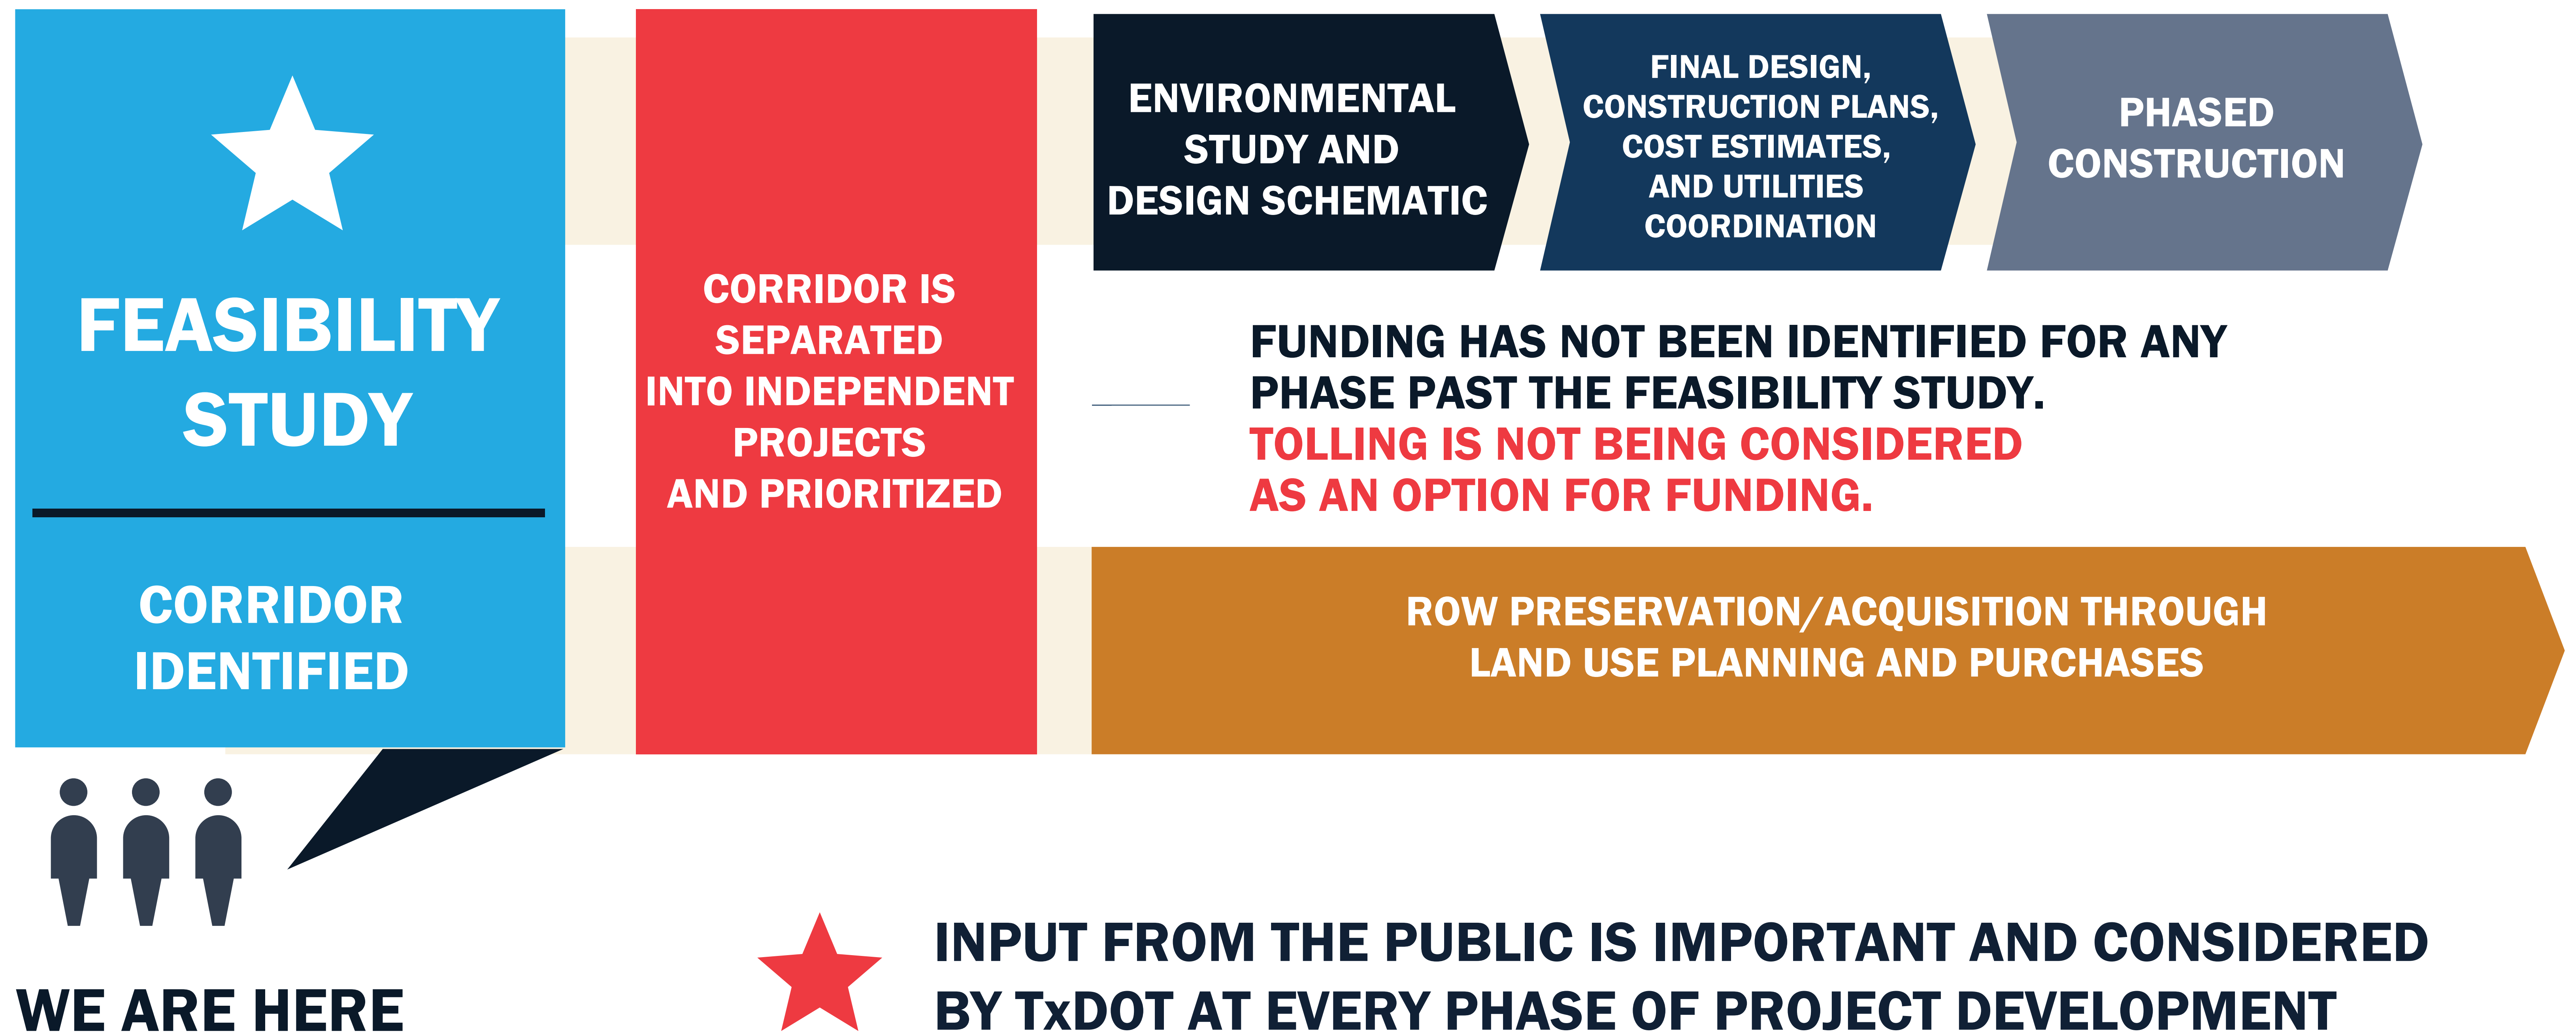 FEASIBILITY
STUDY
CORRIDOR
IDENTIFIED
WE ARE HERE
CORRIDOR IS
SEPARATED
INTO INDEPENDENT
PROJECTS
AND PRIORITIZED
ENVIRONMENTAL
STUDY AND
DESIGN SCHEMATIC
FINAL DESIGN,
CONSTRUCTION PLANS,
COST ESTIMATES,
AND UTILITIES
COORDINATION
PHASED
CONSTRUCTION
FUNDING HAS NOT BEEN IDENTIFIED FOR ANY
PHASE PAST THE FEASIBILITY STUDY.
TOLLING IS NOT BEING CONSIDERED
AS AN OPTION FOR FUNDING.
ROW PRESERVATION/ACQUISITION THROUGH
LAND USE PLANNING AND PURCHASES
INPUT FROM THE PUBLIC IS IMPORTANT AND CONSIDERED
BY TxDOT AT EVERY PHASE OF PROJECT DEVELOPMENT